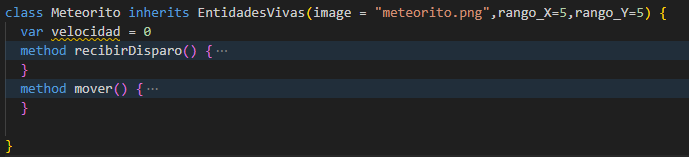 class Meteorito inherits EntidadesVivas(image = "meteorito.png",rango_X=5,rango_Y=5) {
  var velocidad = 0
  method recibirDisparo() { ···
  }
  method mover() { ···
  }
}